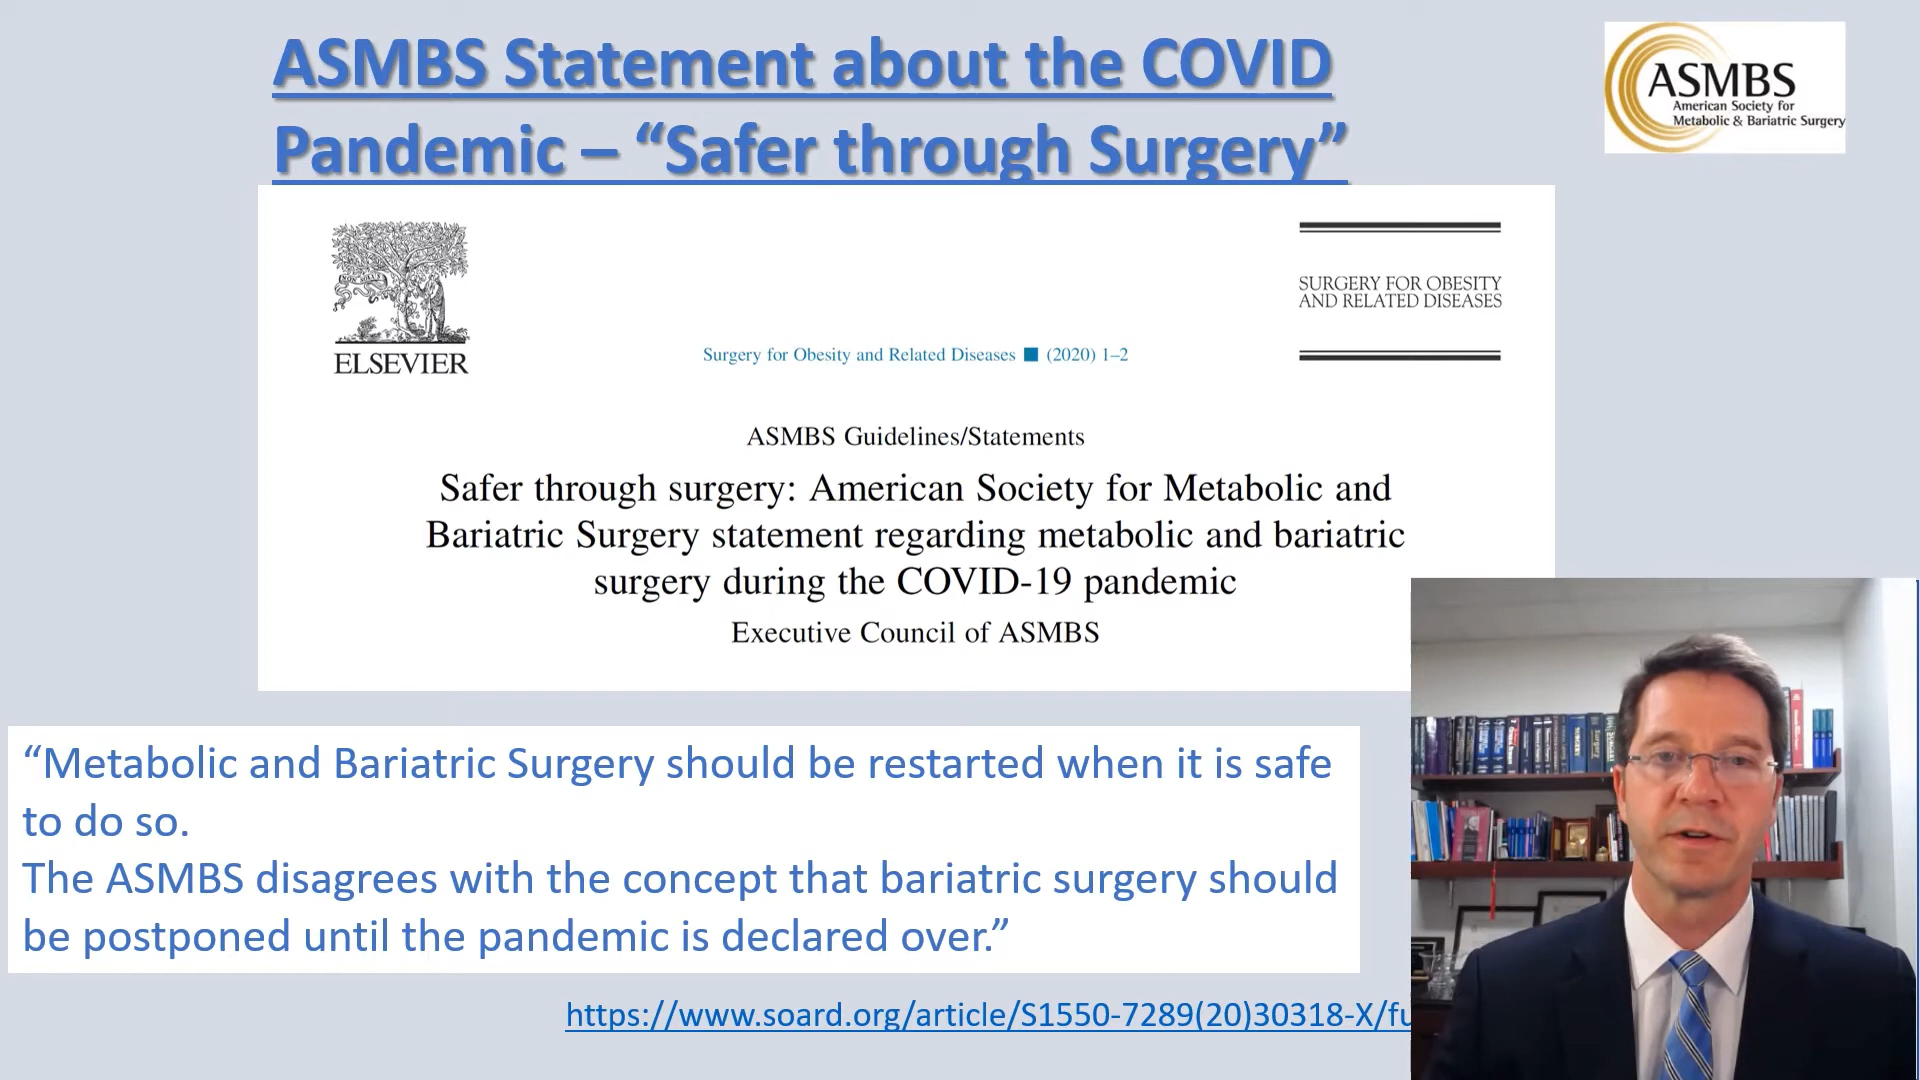 ASMBS Statement about the COVID
Pandemic – “Safer through Surgery”
ASMBS
American Society for
Metabolic & Bariatric Surgery
ELSEVIER
SURGERY FOR OBESITY
AND RELATED DISEASES
Surgery for Obesity and Related Diseases ■ (2020) 1–2
ASMBS Guidelines/Statements
Safer through surgery: American Society for Metabolic and
Bariatric Surgery statement regarding metabolic and bariatric
surgery during the COVID-19 pandemic
Executive Council of ASMBS
“Metabolic and Bariatric Surgery should be restarted when it is safe
to do so.
The ASMBS disagrees with the concept that bariatric surgery should
be postponed until the pandemic is declared over.”
https://www.soard.org/article/S1550-7289(20)30318-X/fu